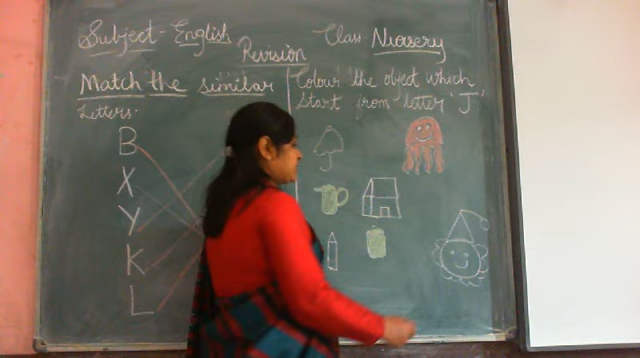 Subject - English
Class Nursery
Revision
Match the similar
Letters.
B
X
Y
K
L
Colour the object which
start from letter 'J'